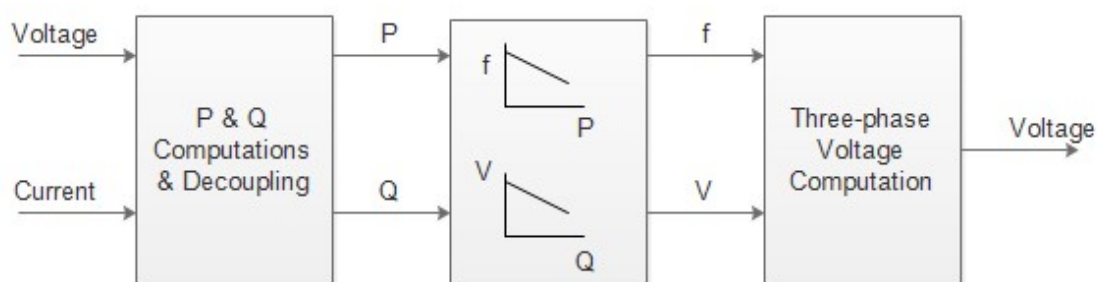 Voltage
Current
P & Q
Computations
& Decoupling
P
Q
f
P
V
Q
f
V
Three-phase
Voltage
Computation
Voltage